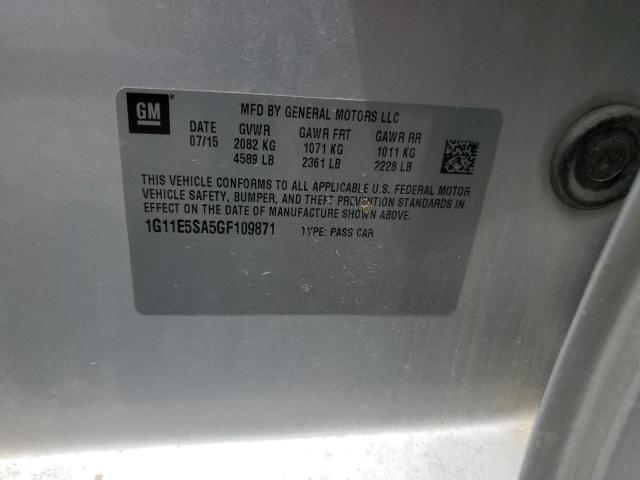 GM
MFD BY GENERAL MOTORS LLC
DATE GVWR GAWR FRT GAWR RR
07/15 2082 KG 1071 KG 1011 KG
4589 LB 2361 LB 2228 LB
THIS VEHICLE CONFORMS TO ALL APPLICABLE U.S. FEDERAL MOTOR
VEHICLE SAFETY, BUMPER, AND THEFT PREVENTION STANDARDS IN
EFFECT ON THE DATE OF MANUFACTURE SHOWN ABOVE.
1G11E5SA5GF109871 TYPE: PASS CAR